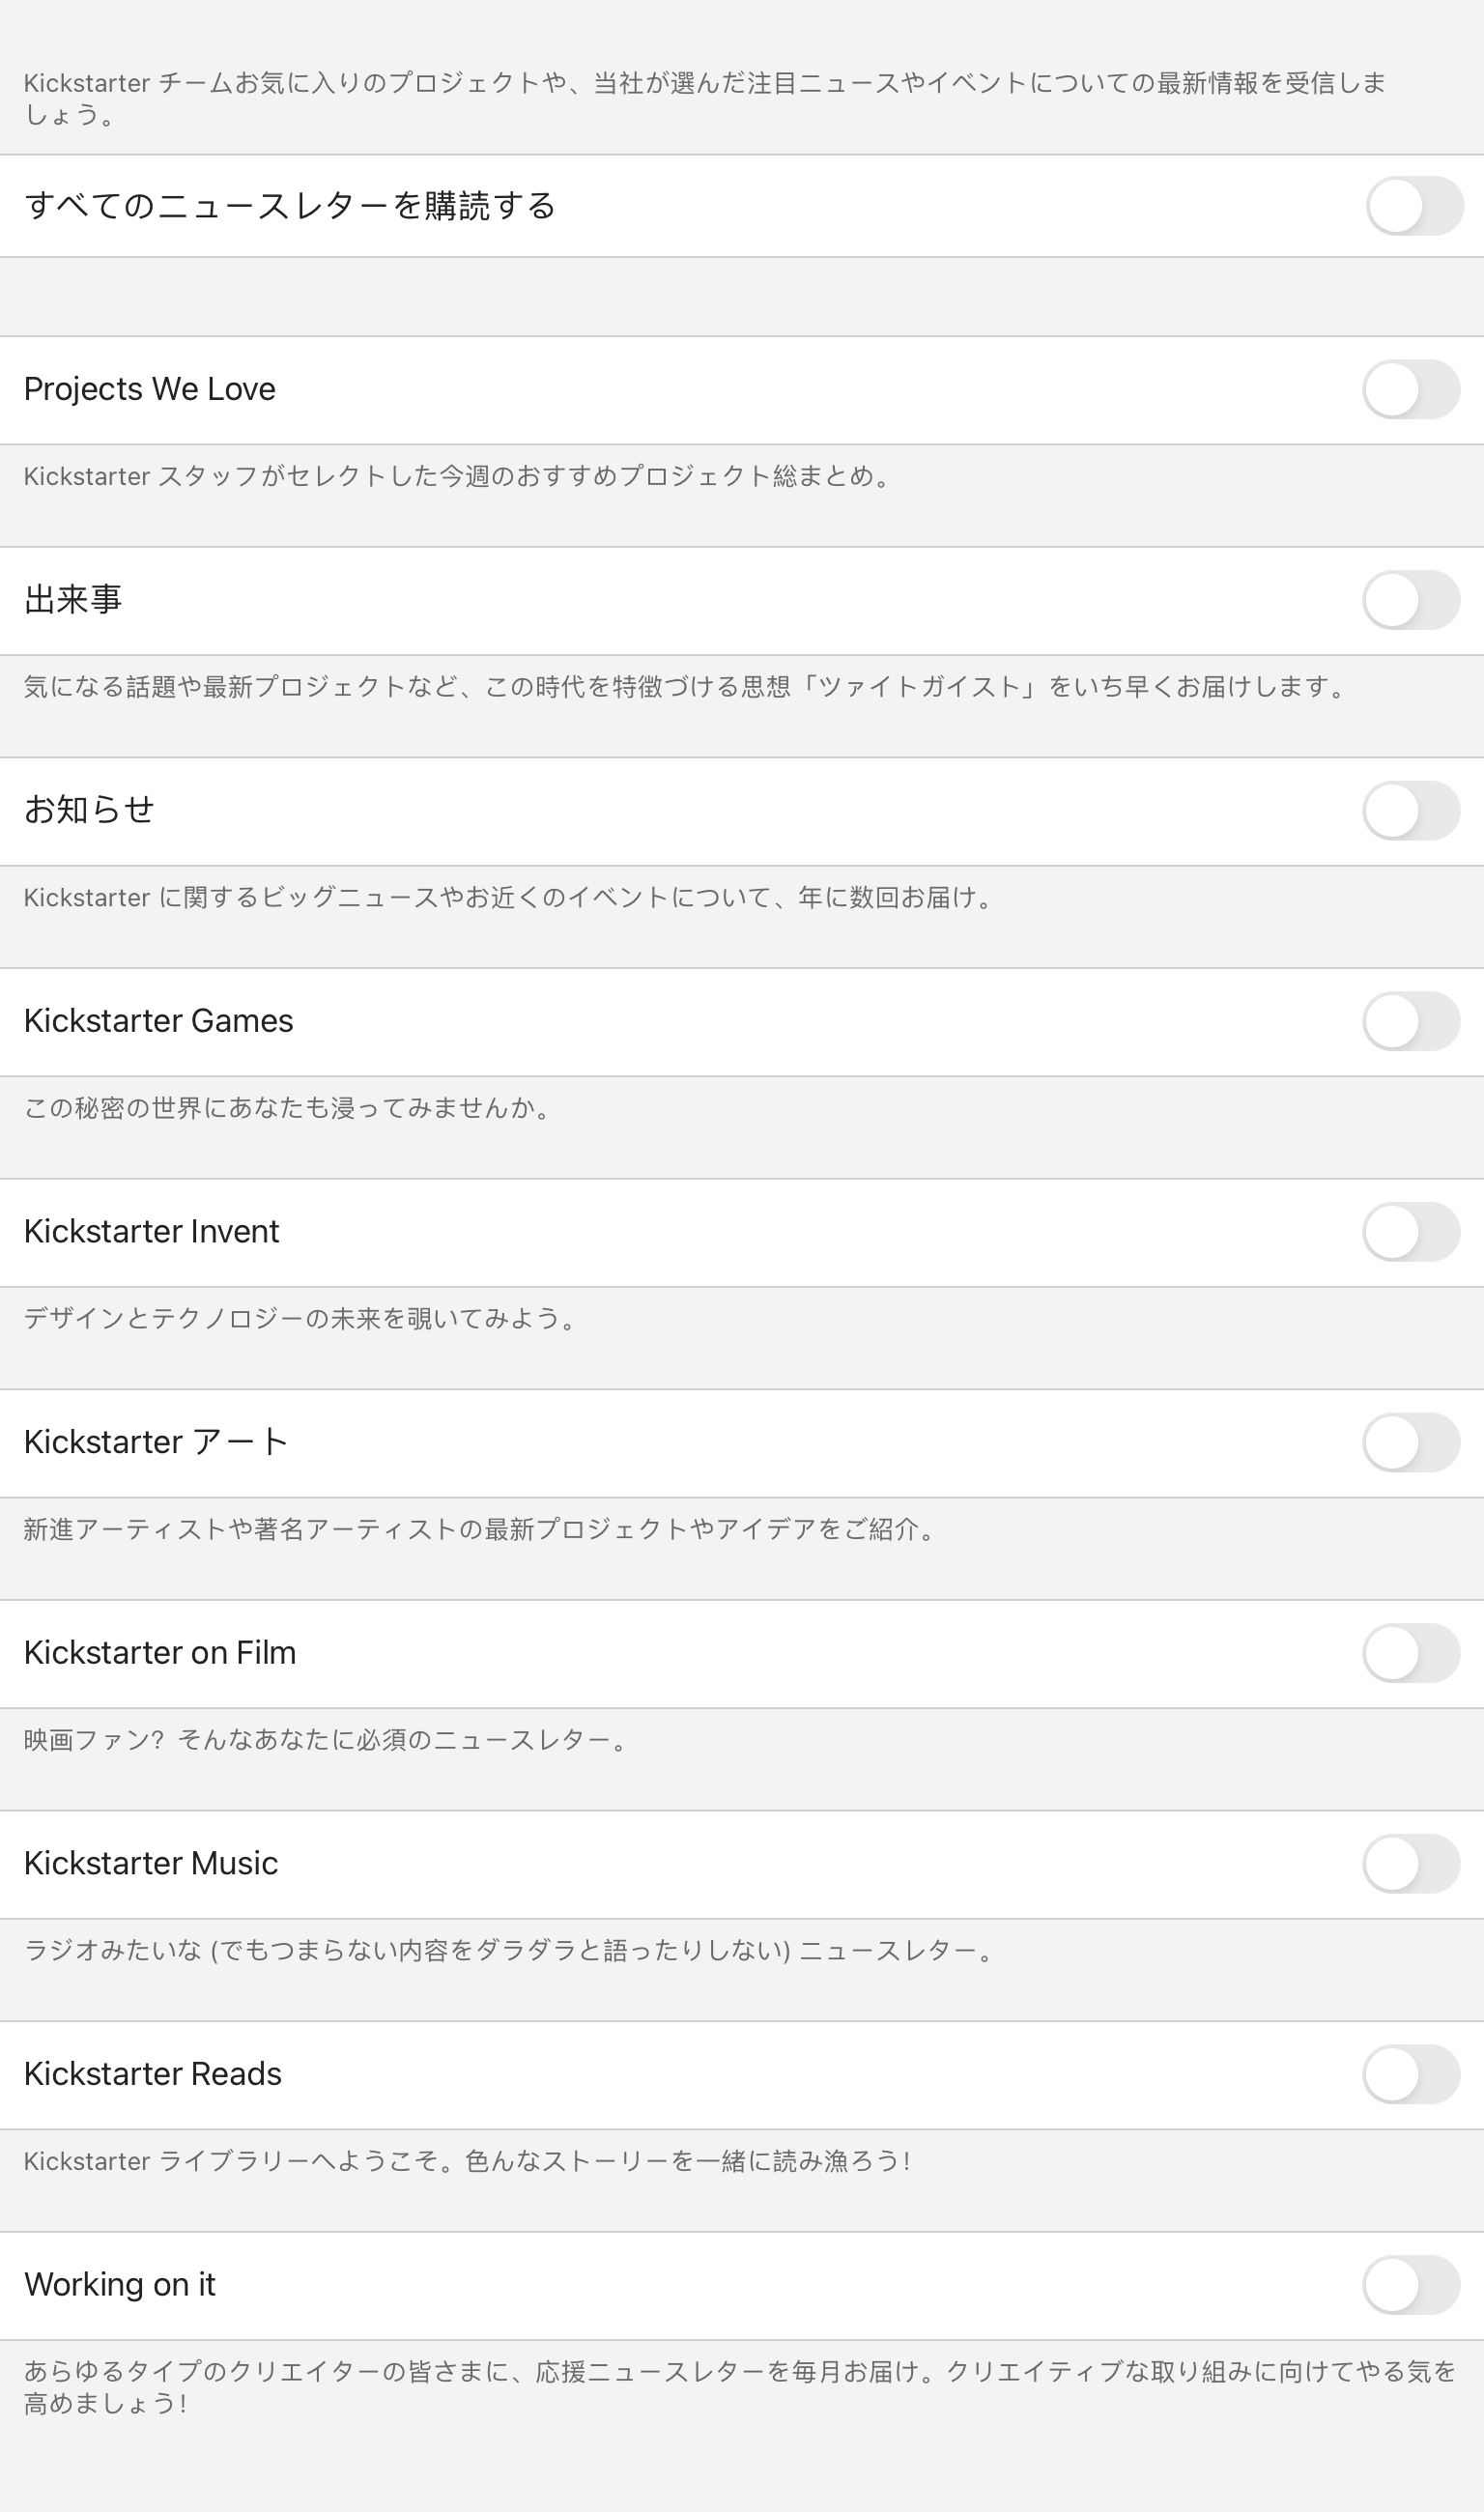 Kickstarter チームお気に入りのプロジェクトや、当社が選んだ注目ニュースやイベントについての最新情報を受信しま
しょう。
すべてのニュースレターを購読する
Projects We Love
Kickstarter スタッフがセレクトした今週のおすすめプロジェクト総まとめ。
出来事
気になる話題や最新プロジェクトなど、この時代を特徴づける思想「ツァイトガイスト」をいち早くお届けします。
お知らせ
Kickstarter に関するビッグニュースやお近くのイベントについて、年に数回お届け。
Kickstarter Games
この秘密の世界にあなたも浸ってみませんか。
Kickstarter Invent
デザインとテクノロジーの未来を覗いてみよう。
Kickstarter アート
新進アーティストや著名アーティストの最新プロジェクトやアイデアをご紹介。
Kickstarter on Film
映画ファン? そんなあなたに必須のニュースレター。
Kickstarter Music
ラジオみたいな (でもつまらない内容をダラダラと語ったりしない) ニュースレター。
Kickstarter Reads
Kickstarter ライブラリーへようこそ。色んなストーリーを一緒に読み漁ろう!
Working on it
あらゆるタイプのクリエイターの皆さまに、応援ニュースレターを毎月お届け。クリエイティブな取り組みに向けてやる気を
高めましょう!